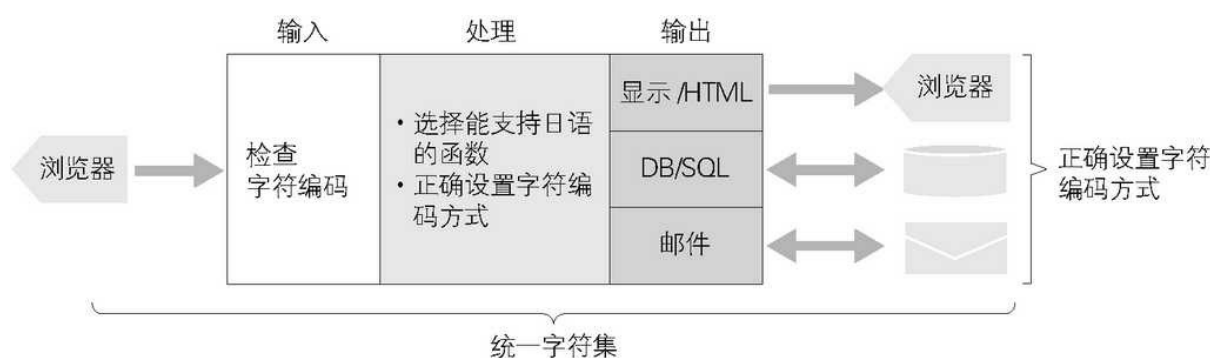 输入
处理
输出
浏览器
检查
字符编码
・选择能支持日语
的函数
・正确设置字符编
码方式
显示/HTML
DB/SQL
邮件
浏览器
正确设置字符
编码方式
统一字符集